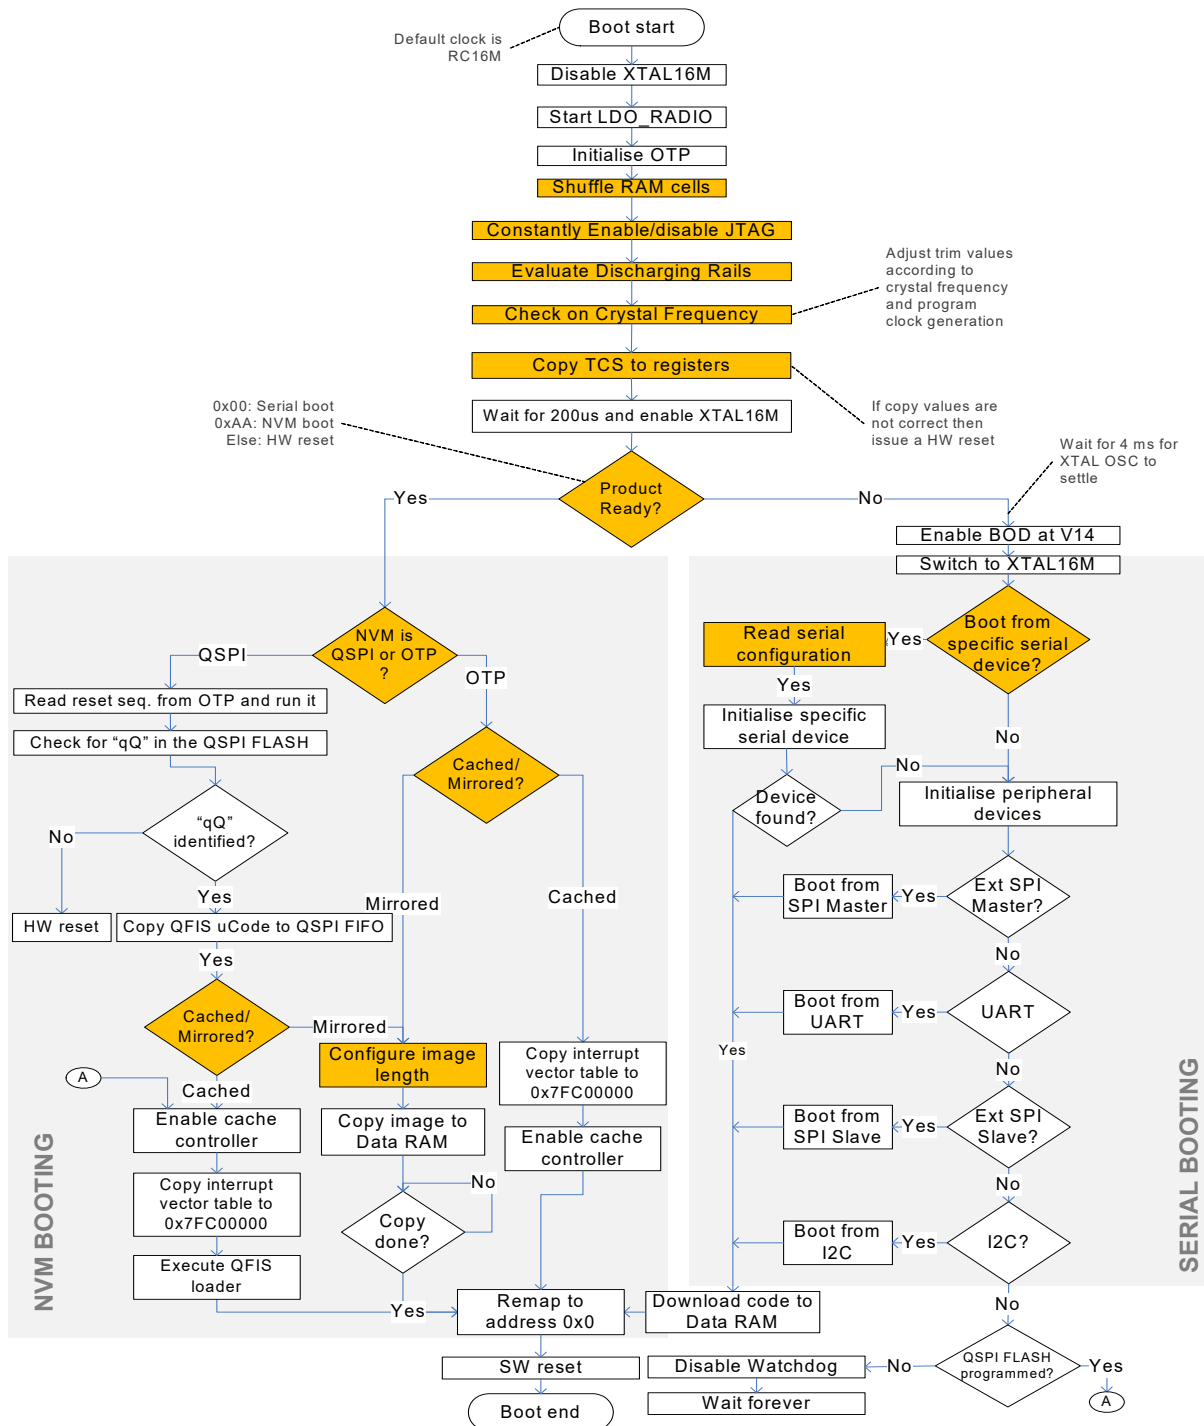 Boot start
Default clock is
RC16M
Disable XTAL16M
Start LDO_RADIO
Initialise OTP
Shuffle RAM cells
Constantly Enable/disable JTAG
Evaluate Discharging Rails
Check on Crystal Frequency
Adjust trim values
according to
crystal frequency
and program
clock generation
Copy TCS to registers
If copy values are
not correct then
issue a HW reset
Wait for 200us and enable XTAL16M
0x00: Serial boot
0xAA: NVM boot
Else: HW reset
Product
Ready?
Yes
No
Wait for 4 ms for
XTAL OSC to
settle
Enable BOD at V14
Switch to XTAL16M
NVM is
QSPI or OTP
?
QSPI
OTP
Read reset seq. from OTP and run it
Check for “qQ” in the QSPI FLASH
“qQ”
identified?
No
Yes
HW reset
Copy QFIS uCode to QSPI FIFO
Yes
Cached/
Mirrored?
Mirrored
Cached
A
Enable cache
controller
Copy interrupt
vector table to
0x7FC00000
Execute QFIS
loader
Cached/
Mirrored?
Mirrored
Cached
Configure image
length
Copy image to
Data RAM
Copy
done?
No
Yes
Copy interrupt
vector table to
0x7FC00000
Enable cache
controller
NVM BOOTING
Remap to
address 0x0
SW reset
Boot end
Boot from
specific serial
device?
Yes
No
Read serial
configuration
Yes
Initialise specific
serial device
Device
found?
No
Yes
Initialise peripheral
devices
Ext SPI
Master?
Yes
Boot from
SPI Master
No
UART
Yes
Boot from
UART
No
Ext SPI
Slave?
Yes
Boot from
SPI Slave
No
I2C?
Yes
Boot from
I2C
No
Download code to
Data RAM
SERIAL BOOTING
QSPI FLASH
programmed?
No
Yes
A
Disable Watchdog
Wait forever